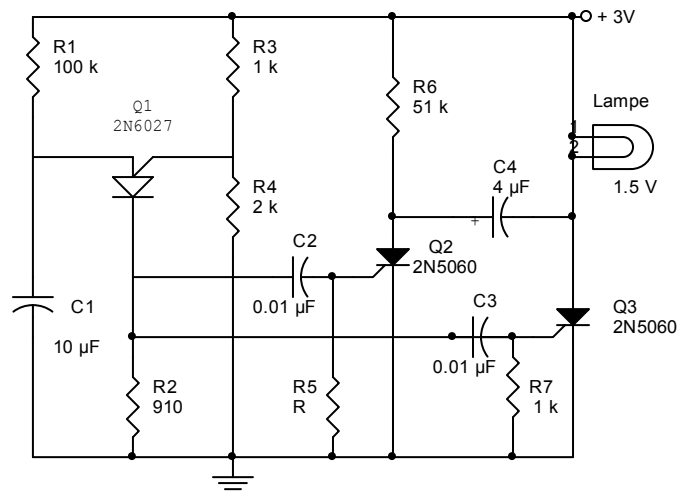 + 3V
R1
100 k
R3
1 k
R6
51 k
Lampe
Q1
2N6027
1
2
1.5 V
R4
2 k
C4
4 µF
+
C2
0.01 µF
Q2
2N5060
C1
10 µF
C3
0.01 µF
Q3
2N5060
R2
910
R5
R
R7
1 k